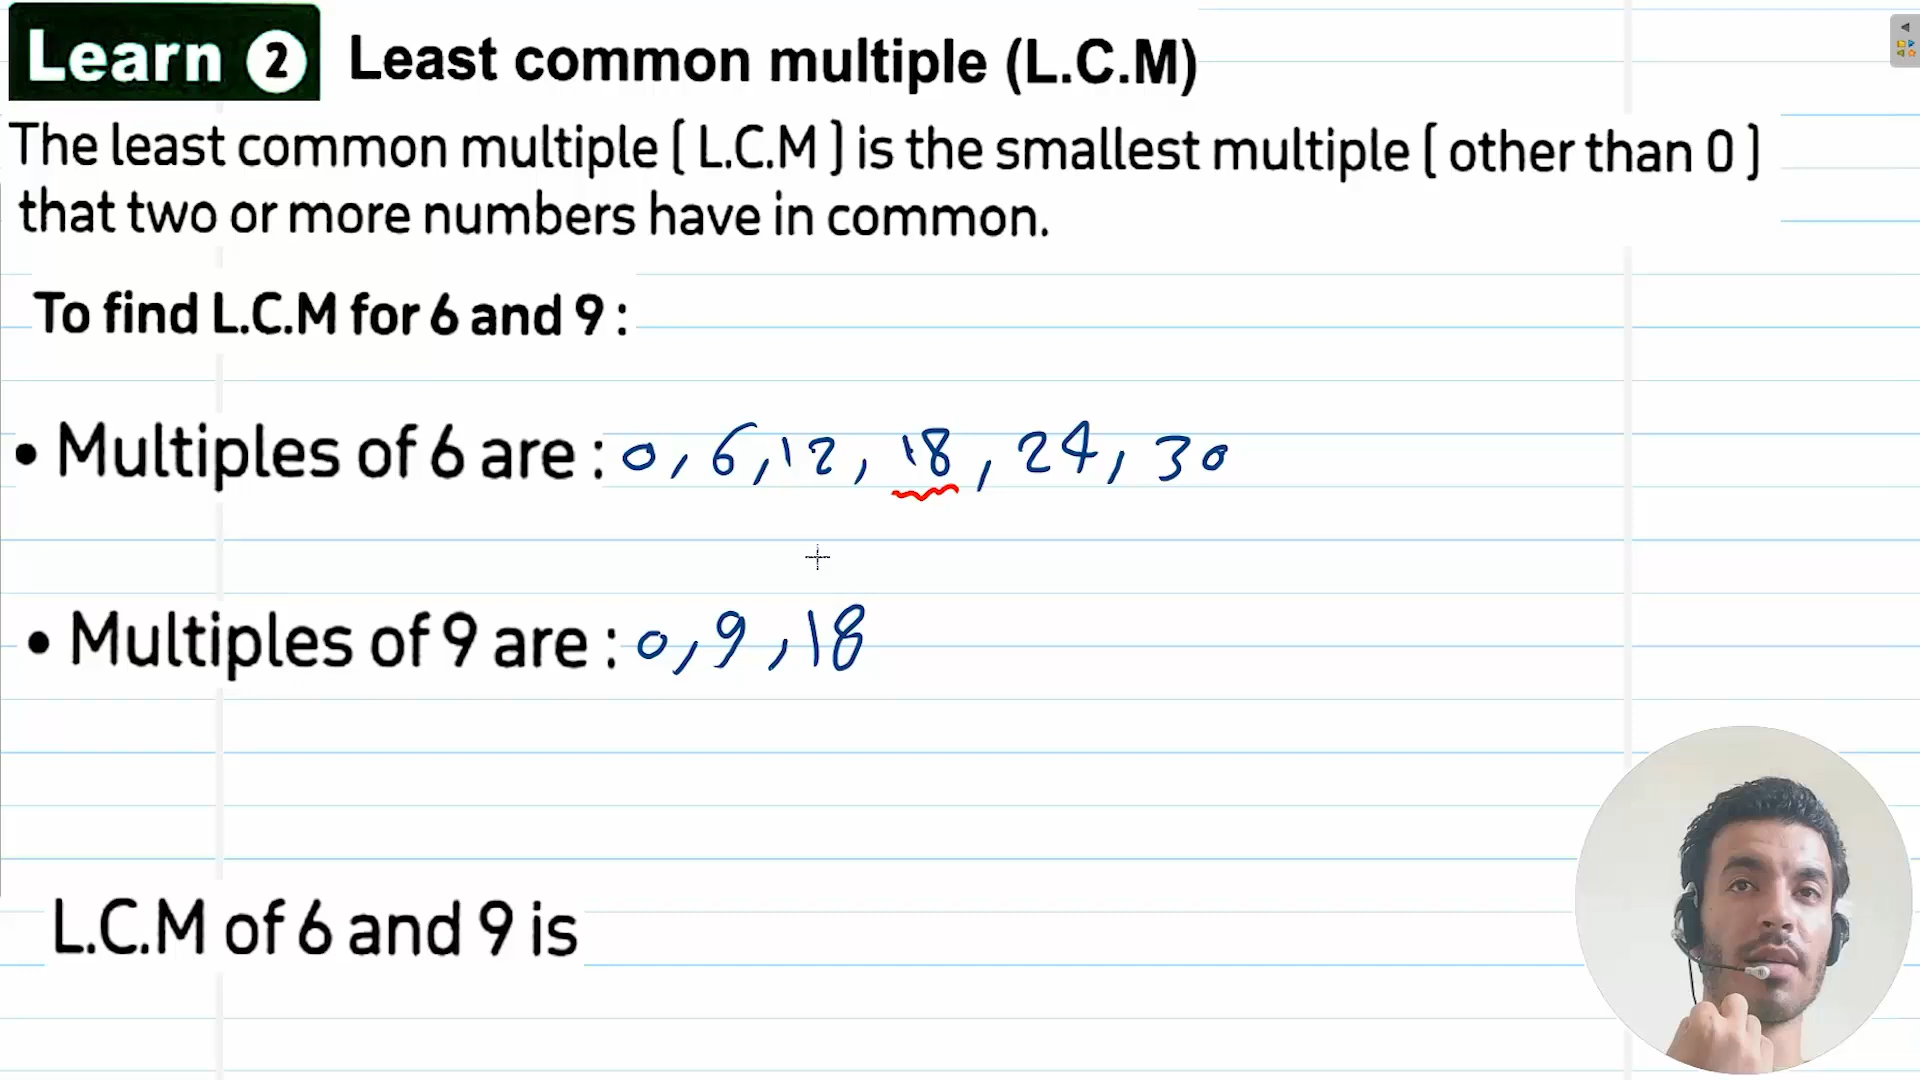 Learn 2 Least common multiple (L.C.M)
The least common multiple ( L.C.M ) is the smallest multiple ( other than 0 )
that two or more numbers have in common.
To find L.C.M for 6 and 9 :
• Multiples of 6 are : 0, 6, 12, 18, 24, 30
• Multiples of 9 are : 0, 9, 18
L.C.M of 6 and 9 is